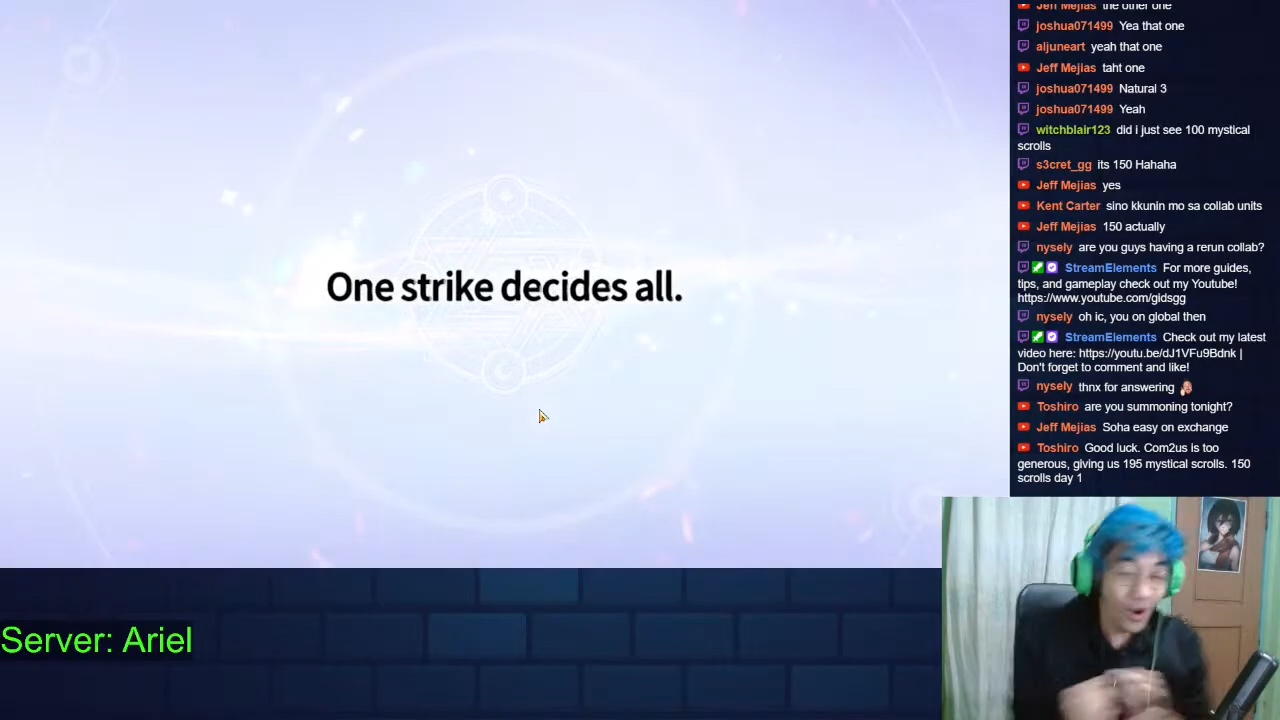 Jeff Mejias the other one
joshua071499 Yea that one
aljuneart yeah that one
Jeff Mejias taht one
joshua071499 Natural 3
joshua071499 Yeah
witchblair123 did i just see 100 mystical
scrolls
s3cret_gg its 150 Hahaha
Jeff Mejias yes
Kent Carter sino kkunin mo sa collab units
Jeff Mejias 150 actually
nysely are you guys having a rerun collab?
StreamElements For more guides,
tips, and gameplay check out my Youtube!
https://www.youtube.com/gidsgg
nysely oh ic, you on global then
StreamElements Check out my latest
video here: https://youtu.be/dJ1VFu9Bdnk |
Don't forget to comment and like!
nysely thnx for answering
Toshiro are you summoning tonight?
Jeff Mejias Soha easy on exchange
Toshiro Good luck. Com2us is too
generous, giving us 195 mystical scrolls. 150
scrolls day 1
One strike decides all.
Server: Ariel